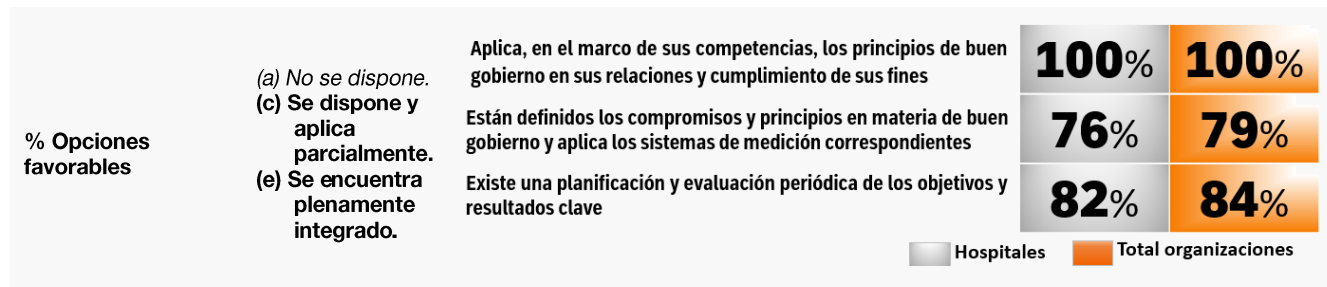 % Opciones
favorables
(a) No se dispone.
(c) Se dispone y
aplica
parcialmente.
(e) Se encuentra
plenamente
integrado.
Aplica, en el marco de sus competencias, los principios de buen
gobierno en sus relaciones y cumplimiento de sus fines
100% 100%
Están definidos los compromisos y principios en materia de buen
gobierno y aplica los sistemas de medición correspondientes
76% 79%
Existe una planificación y evaluación periódica de los objetivos y
resultados clave
82% 84%
Hospitales Total organizaciones